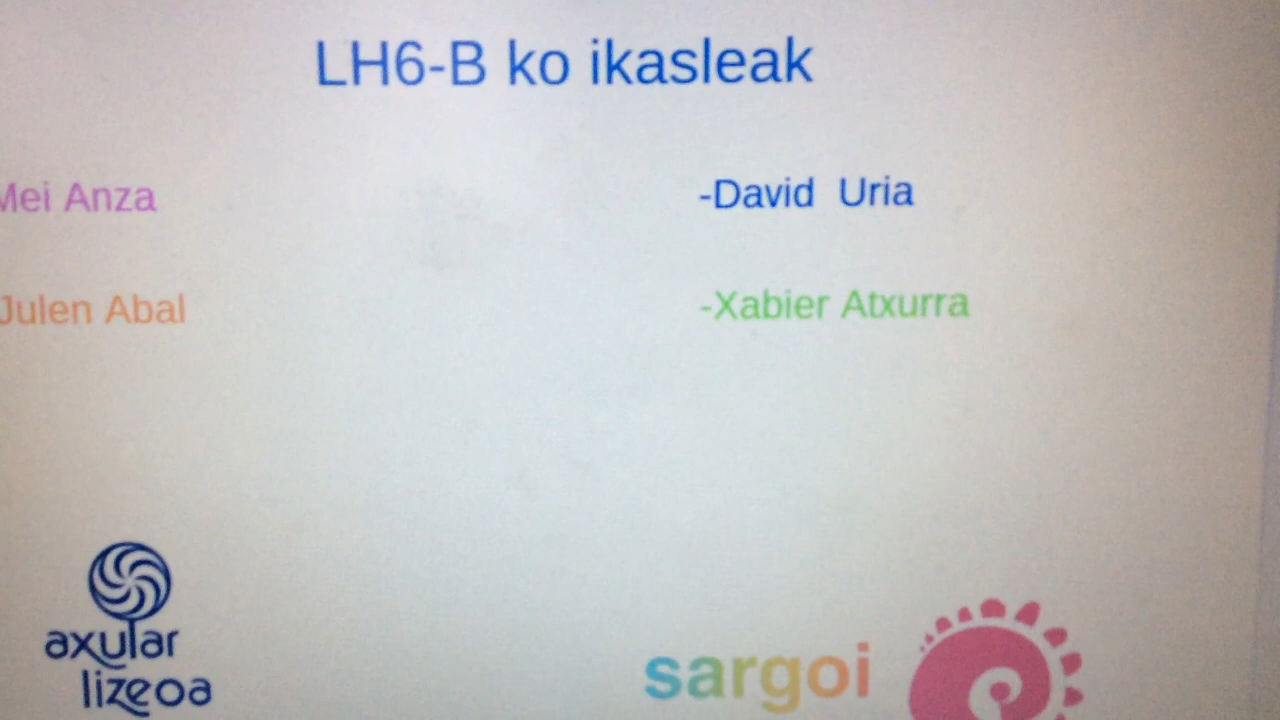 LH6-B ko ikasleak
Mei Anza
-David Uria
Julen Abal
-Xabier Atxurra
axular
lizeoa
sargoi